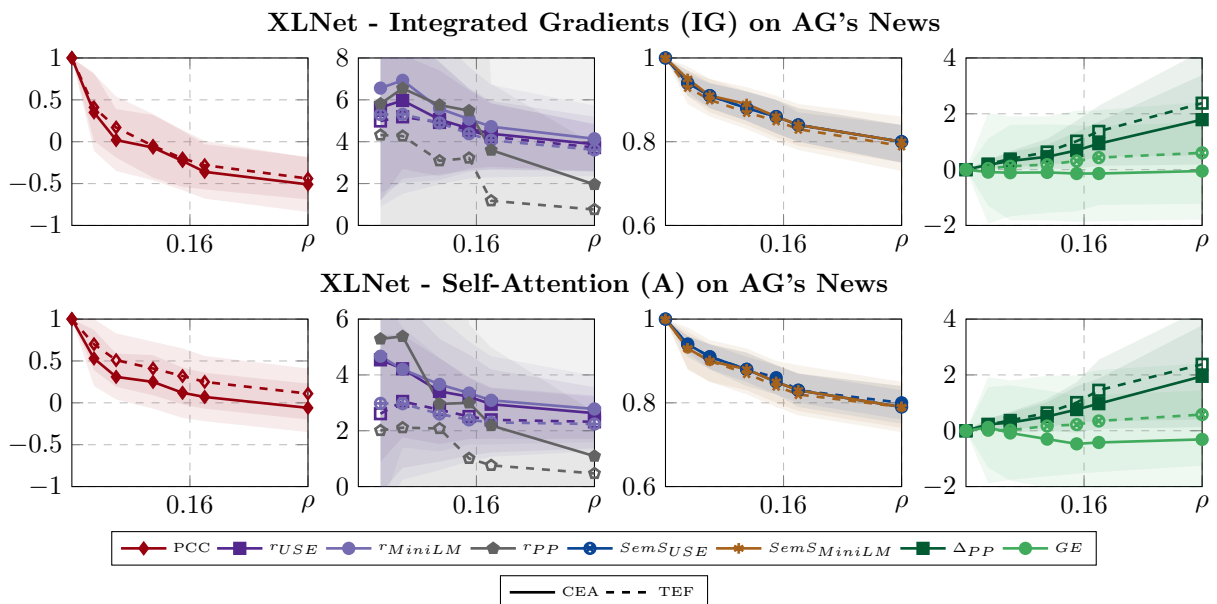 XLNet - Integrated Gradients (IG) on AG's News
1 0.5 0 −0.5 −1 0.16 ρ
8 6 4 2 0 0.16 ρ
1 0.8 0.6 0.16 ρ
4 2 0 −2 0.16 ρ
XLNet - Self-Attention (A) on AG's News
1 0.5 0 −0.5 −1 0.16 ρ
6 4 2 0 0.16 ρ
1 0.8 0.6 0.16 ρ
4 2 0 −2 0.16 ρ
PCC r_USE r_MiniLM r_PP SemS_USE SemS_MiniLM Δ_PP GE
CEA TEF